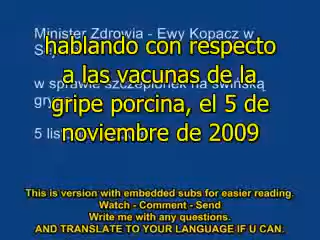 Minister Zdrowia - Ewy Kopacz w
hablando con respecto
a las vacunas de la
w sprawie szczepionek na świńską
gripe porcina, el 5 de
5 lis
noviembre de 2009
This is version with embedded subs for easier reading.
Watch - Comment - Send
Write me with any questions.
AND TRANSLATE TO YOUR LANGUAGE IF U CAN.